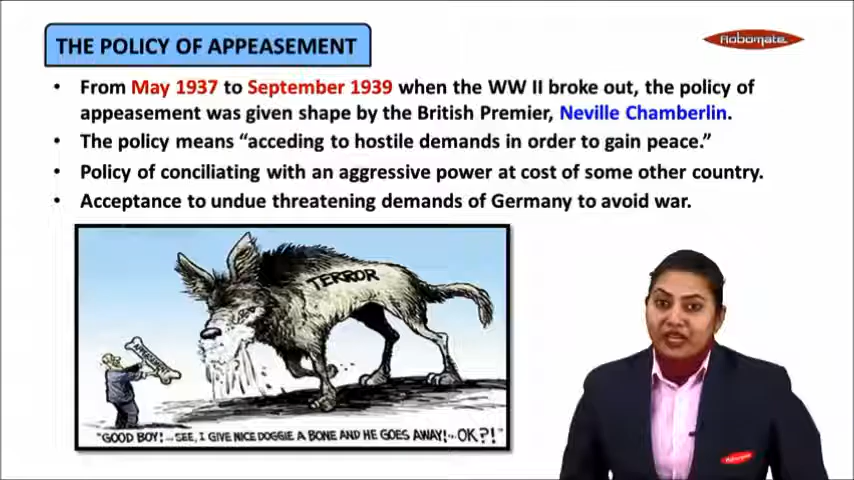 THE POLICY OF APPEASEMENT
Robomate
• From May 1937 to September 1939 when the WW II broke out, the policy of
appeasement was given shape by the British Premier, Neville Chamberlin.
• The policy means “acceding to hostile demands in order to gain peace.”
• Policy of conciliating with an aggressive power at cost of some other country.
• Acceptance to undue threatening demands of Germany to avoid war.
TERROR
APPEASEMENT
"GOOD BOY!... SEE, I GIVE NICE DOGGIE A BONE AND HE GOES AWAY!... OK?!"
Robomate